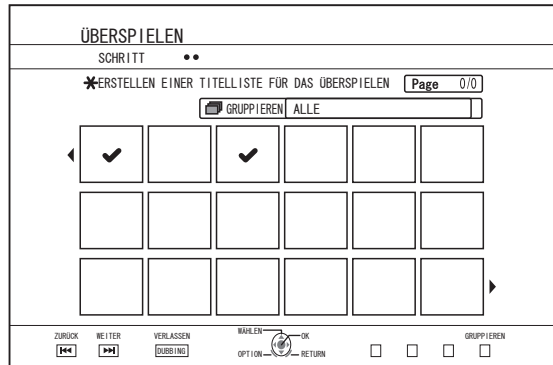 ÜBERSPIELEN
SCHRITT ••
*ERSTELLEN EINER TITELLISTE FÜR DAS ÜBERSPIELEN Page 0/0
GRUPPIEREN ALLE
ZURÜCK WEITER VERLASSEN WÄHLEN OK GRUPPIEREN
DUBBING OPTION RETURN